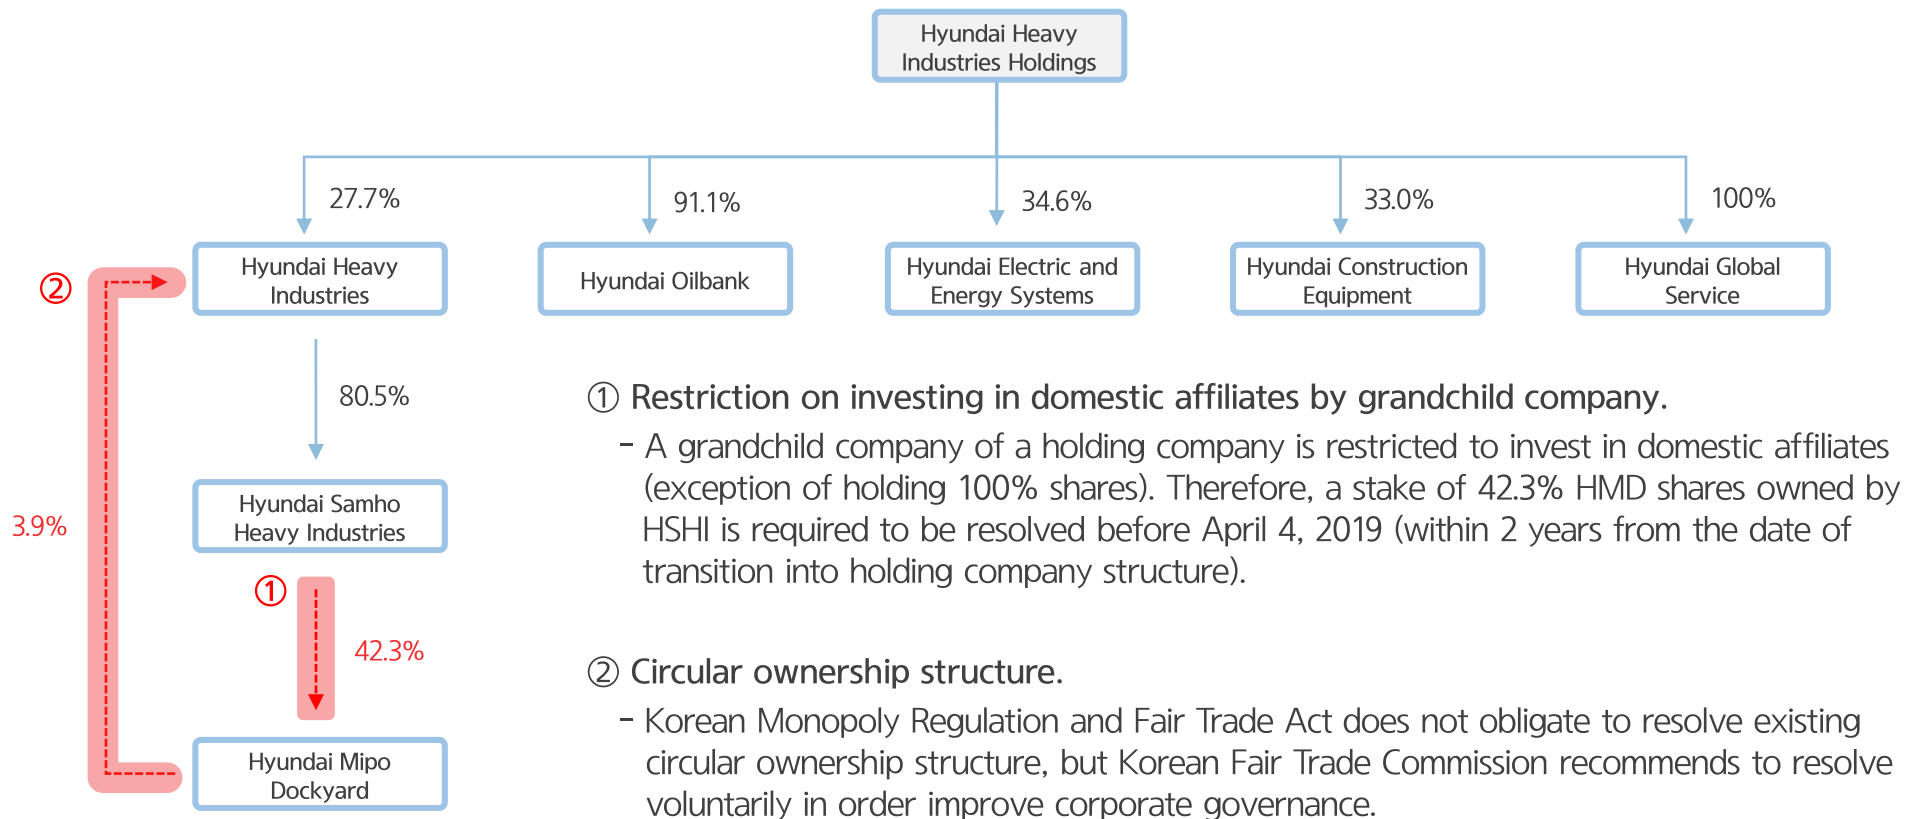 Hyundai Heavy
Industries Holdings
27.7%
91.1%
34.6%
33.0%
100%
②
Hyundai Heavy
Industries
Hyundai Oilbank
Hyundai Electric and
Energy Systems
Hyundai Construction
Equipment
Hyundai Global
Service
80.5%
① Restriction on investing in domestic affiliates by grandchild company.
- A grandchild company of a holding company is restricted to invest in domestic affiliates
(exception of holding 100% shares). Therefore, a stake of 42.3% HMD shares owned by
HSHI is required to be resolved before April 4, 2019 (within 2 years from the date of
transition into holding company structure).
Hyundai Samho
Heavy Industries
3.9%
①
42.3%
② Circular ownership structure.
- Korean Monopoly Regulation and Fair Trade Act does not obligate to resolve existing
circular ownership structure, but Korean Fair Trade Commission recommends to resolve
voluntarily in order improve corporate governance.
Hyundai Mipo
Dockyard